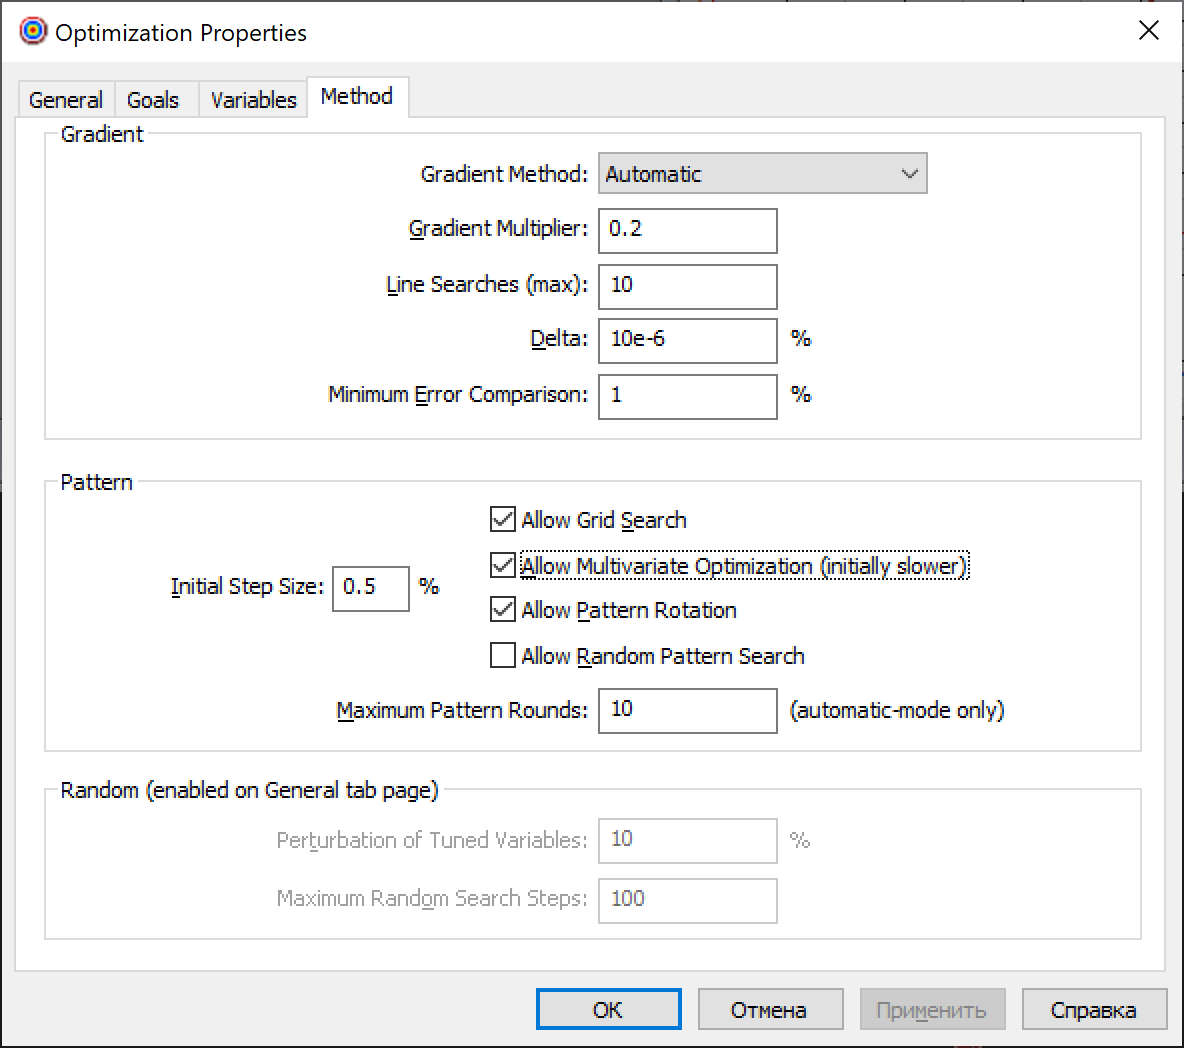 Optimization Properties
General Goals Variables Method
Gradient
Gradient Method: Automatic
Gradient Multiplier: 0.2
Line Searches (max): 10
Delta: 10e-6 %
Minimum Error Comparison: 1 %
Pattern
Allow Grid Search
Allow Multivariate Optimization (initially slower)
Initial Step Size: 0.5 %
Allow Pattern Rotation
Allow Random Pattern Search
Maximum Pattern Rounds: 10 (automatic-mode only)
Random (enabled on General tab page)
Perturbation of Tuned Variables: 10 %
Maximum Random Search Steps: 100
OK Отмена Применить Справка